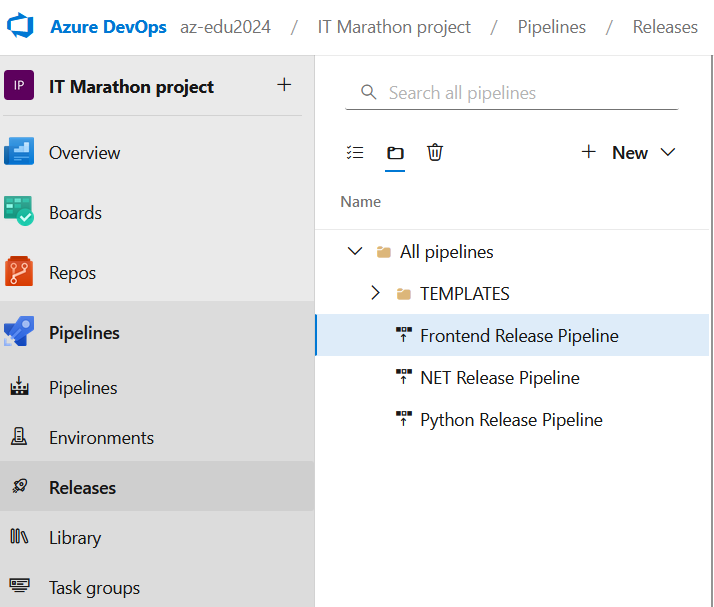 Azure DevOps az-edu2024 / IT Marathon project / Pipelines / Releases
IP IT Marathon project +
Overview
Boards
Repos
Pipelines
Pipelines
Environments
Releases
Library
Task groups
Search all pipelines
New
Name
All pipelines
TEMPLATES
Frontend Release Pipeline
NET Release Pipeline
Python Release Pipeline